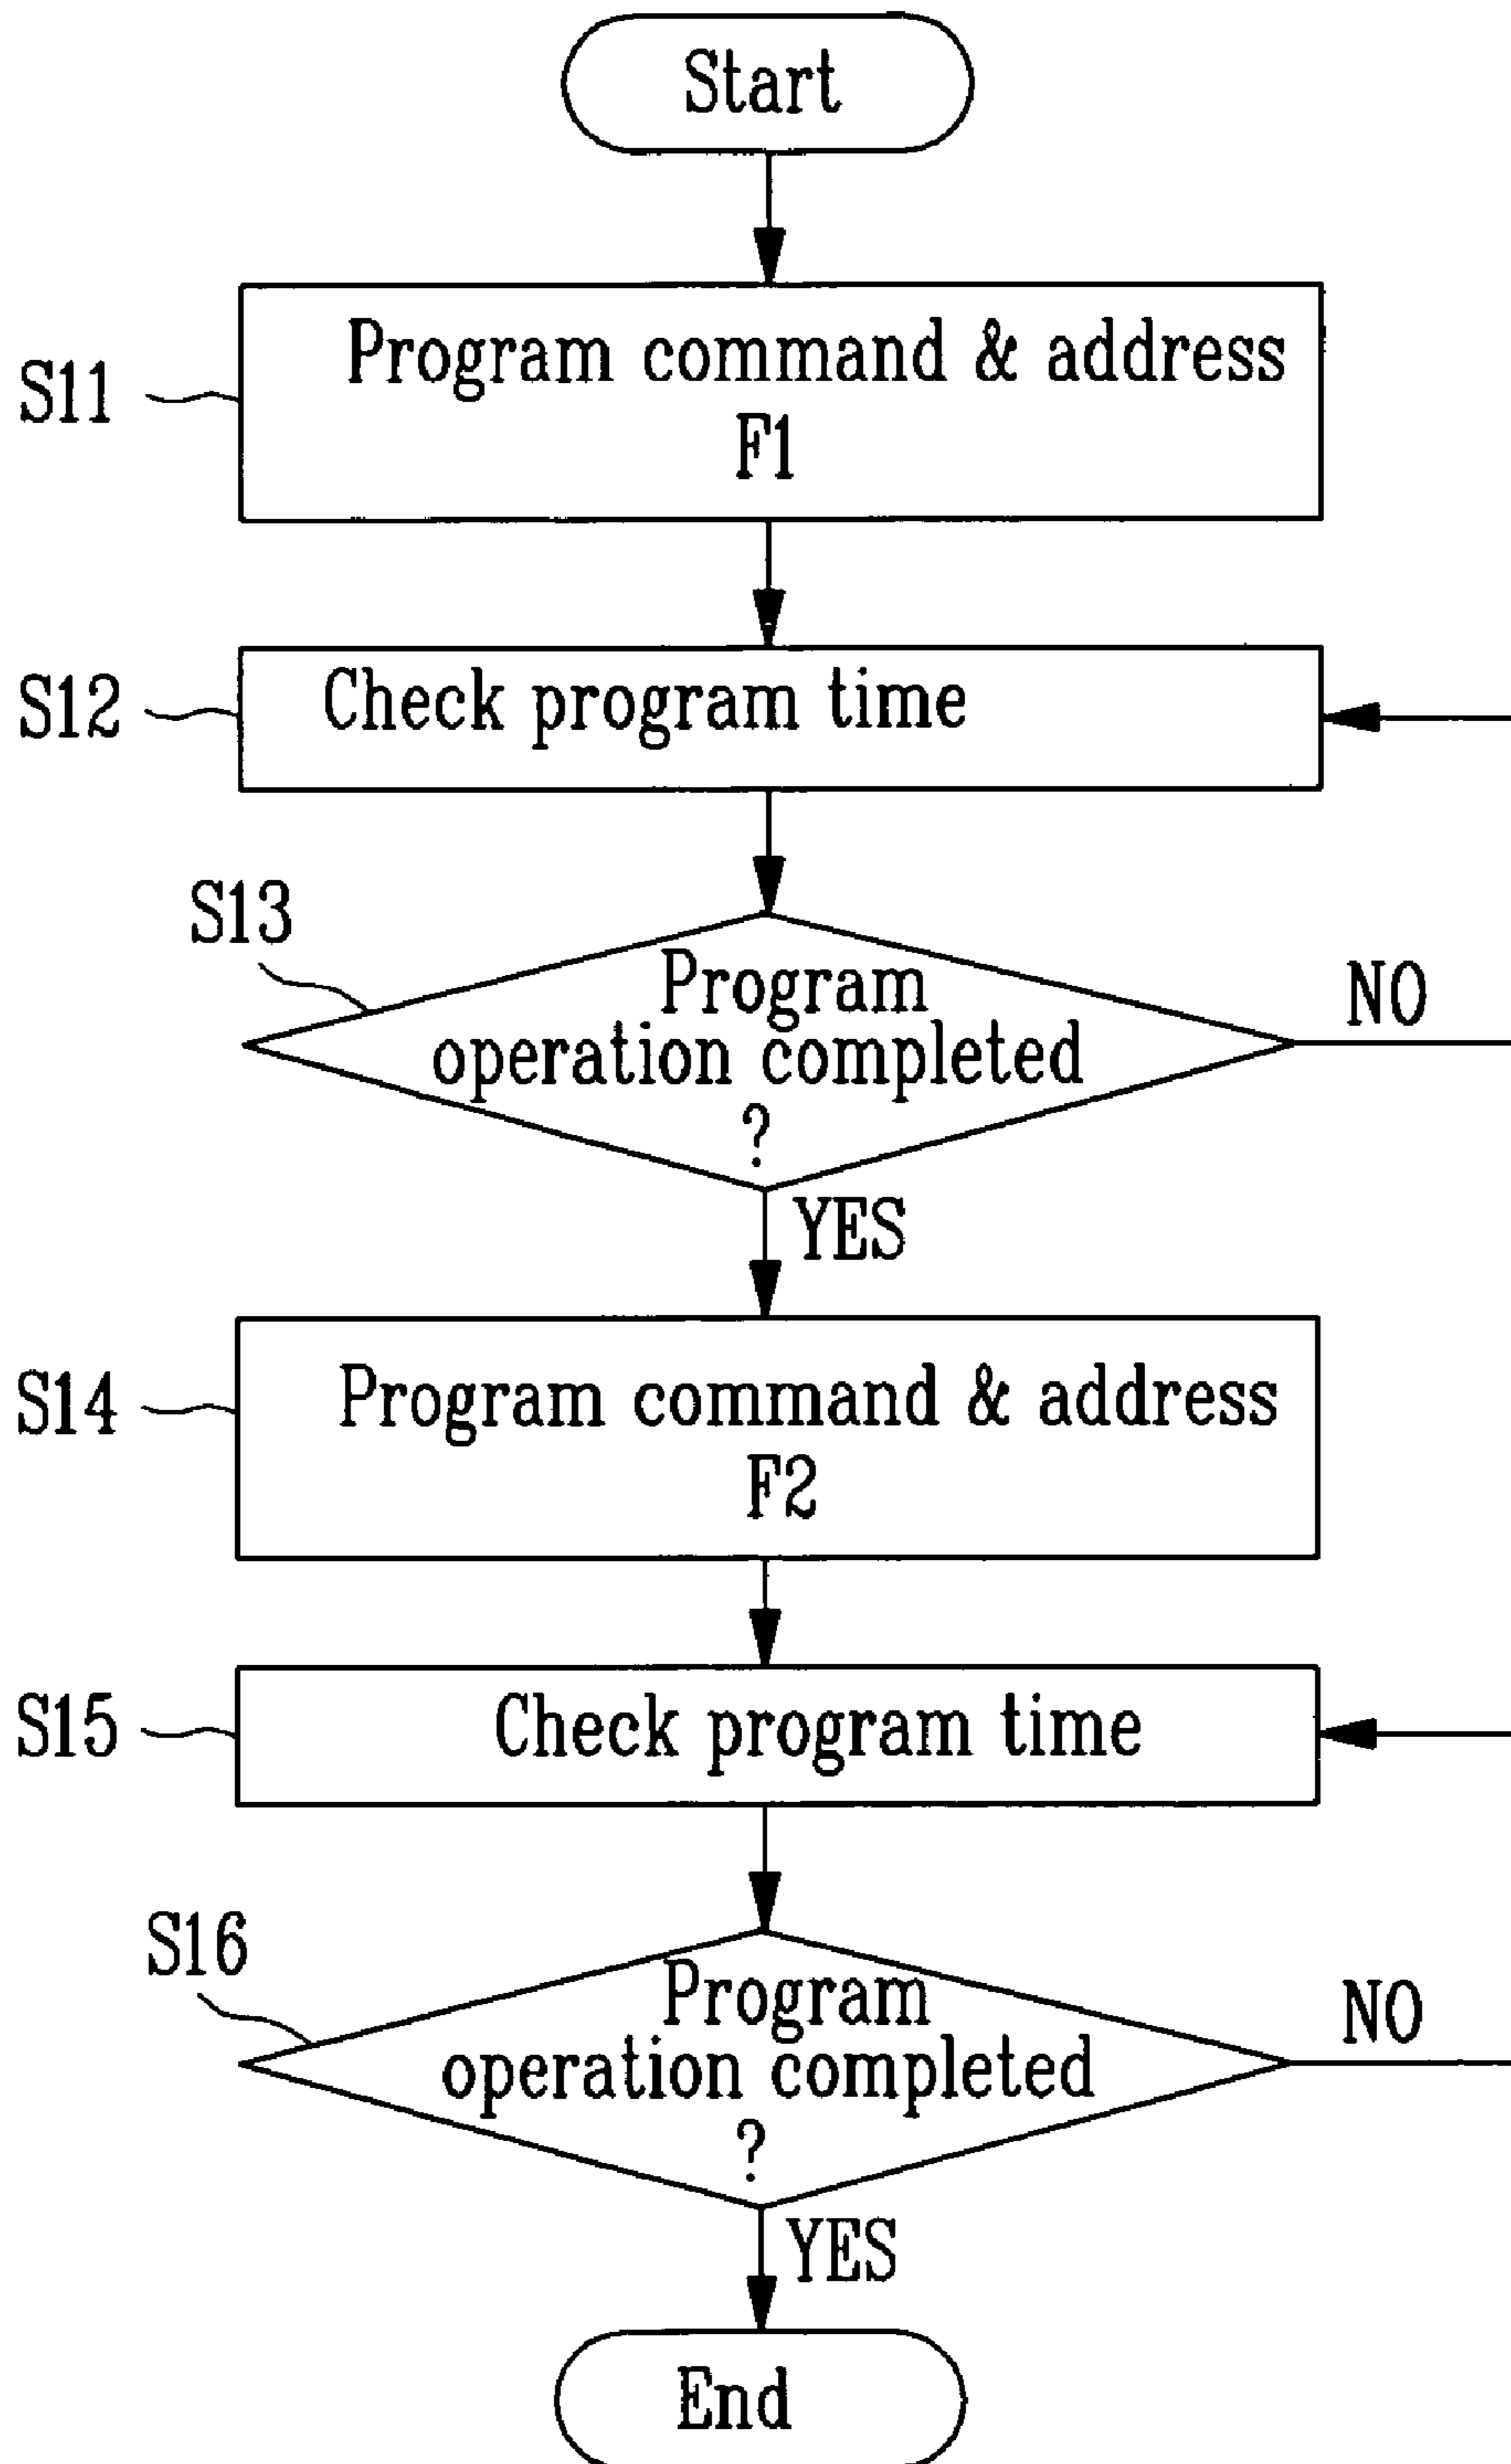 Start
S11
Program command & address
F1
S12
Check program time
S13
Program
operation completed
?
NO
YES
S14
Program command & address
F2
S15
Check program time
S16
Program
operation completed
?
NO
YES
End